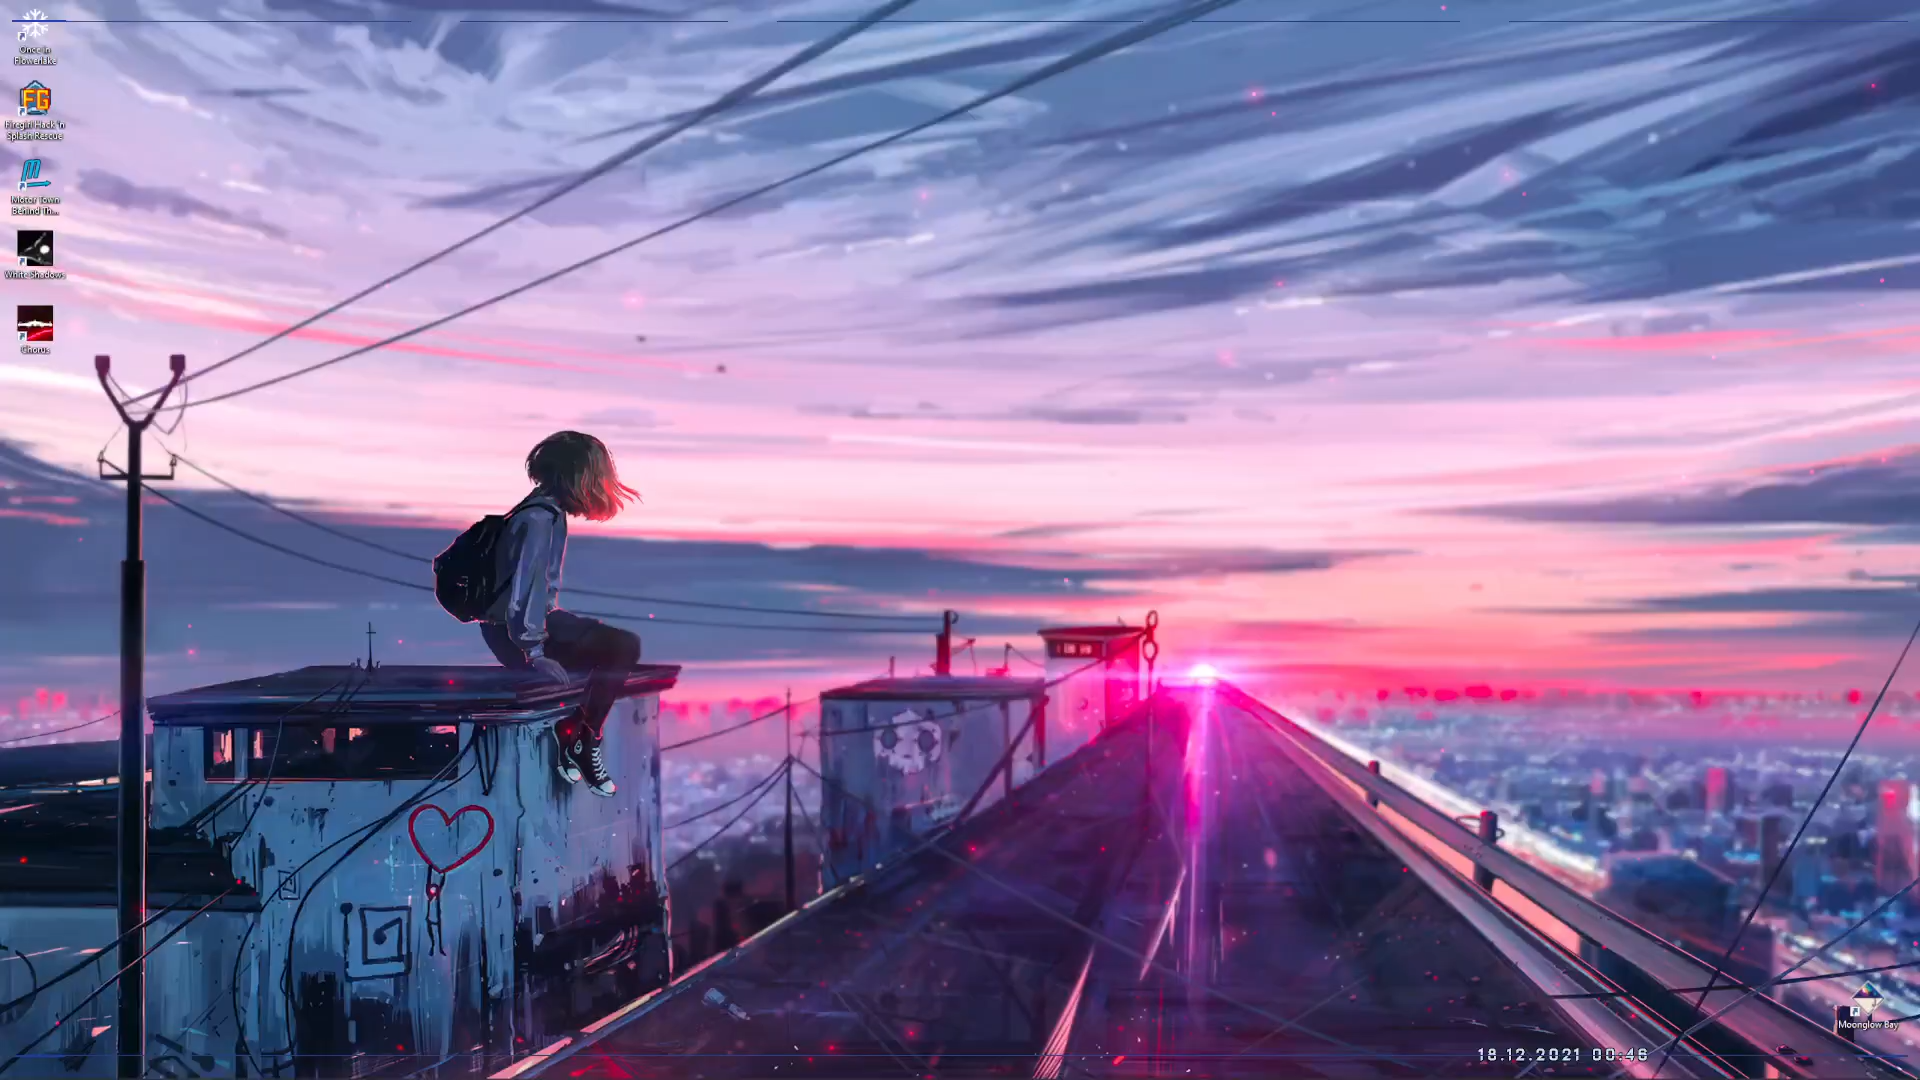 Once in
Flowerlake
FG
Firegirl Hack 'n
Splash Rescue
M
Motor Town
Behind Th...
White Shadows
Chorus
Moonglow Bay
18.12.2021 00:46